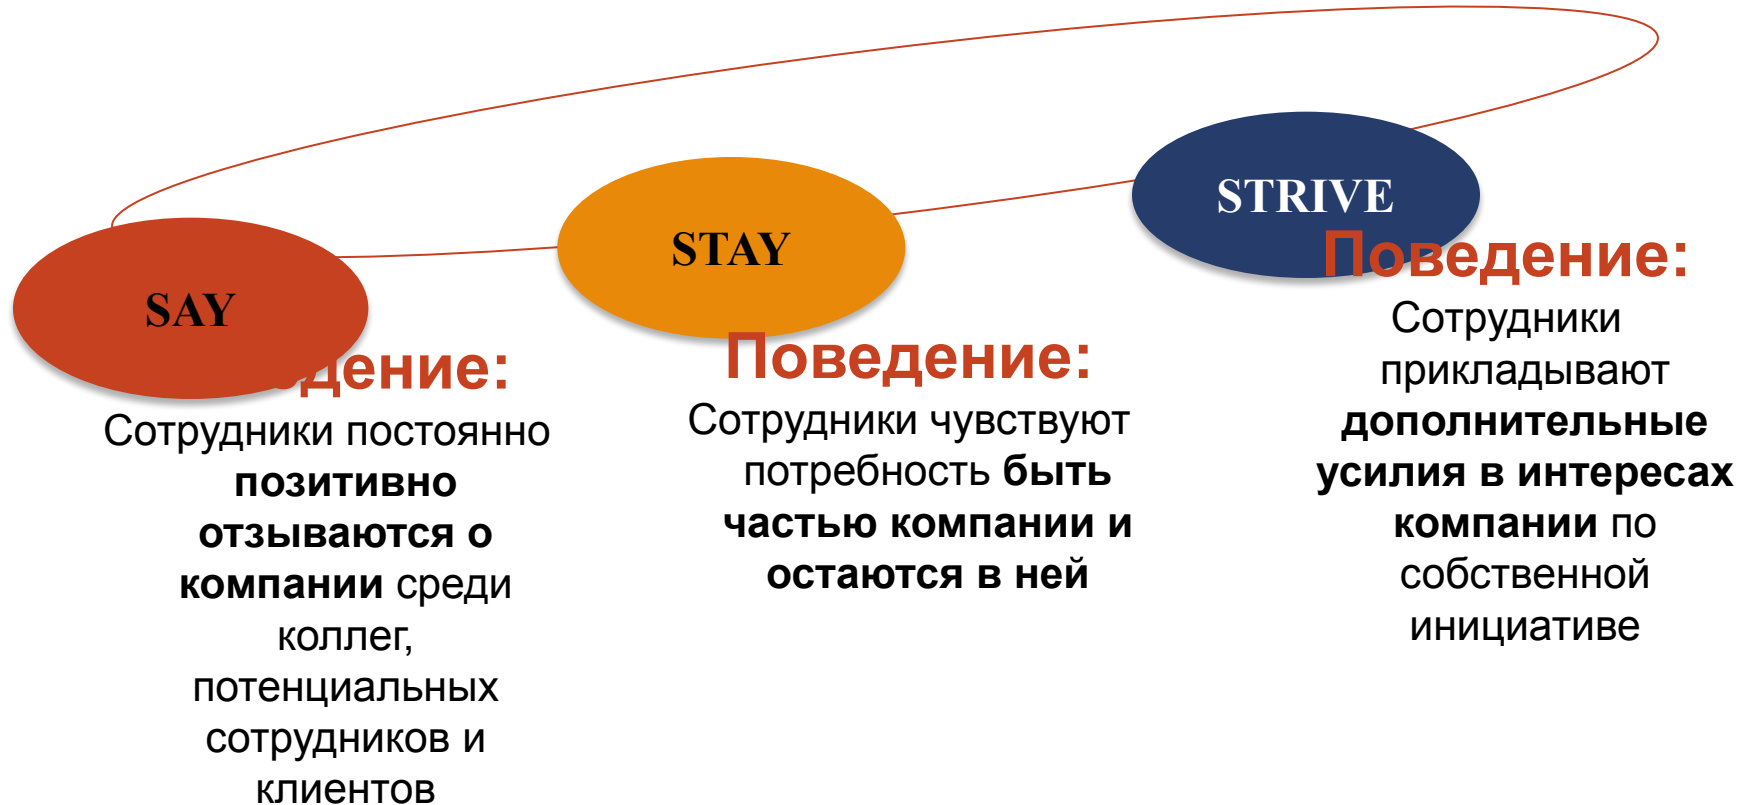 SAY
дение:
Сотрудники постоянно
позитивно
отзываются о
компании среди
коллег,
потенциальных
сотрудников и
клиентов
STAY
Поведение:
Сотрудники чувствуют
потребность быть
частью компании и
остаются в ней
STRIVE
Поведение:
Сотрудники
прикладывают
дополнительные
усилия в интересах
компании по
собственной
инициативе